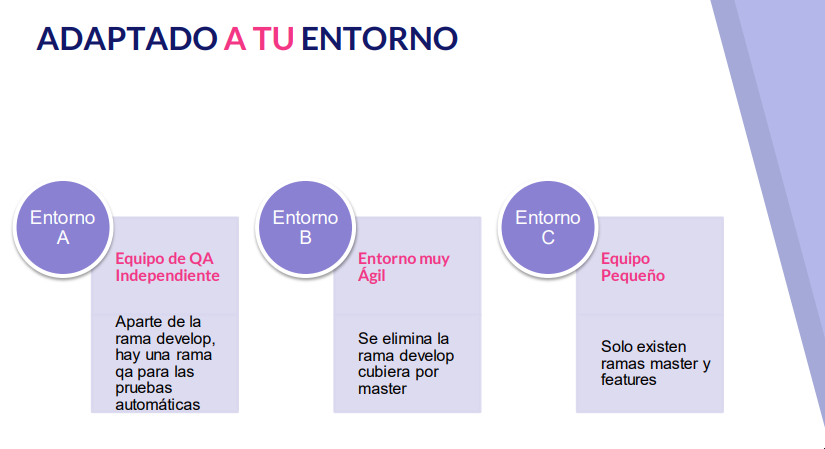 ADAPTADO A TU ENTORNO
Entorno
A
Equipo de QA
Independiente
Aparte de la
rama develop,
hay una rama
qa para las
pruebas
automáticas
Entorno
B
Entorno muy
Ágil
Se elimina la
rama develop
cubiera por
master
Entorno
C
Equipo
Pequeño
Solo existen
ramas master y
features